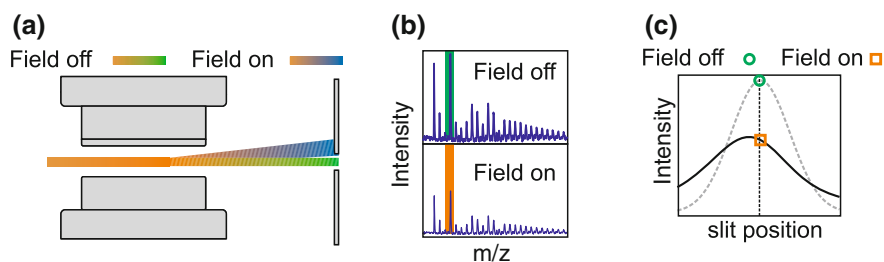 (a)
Field off Field on
(b)
Field off
Field on
Intensity
m/z
(c)
Field off Field on
Intensity
slit position